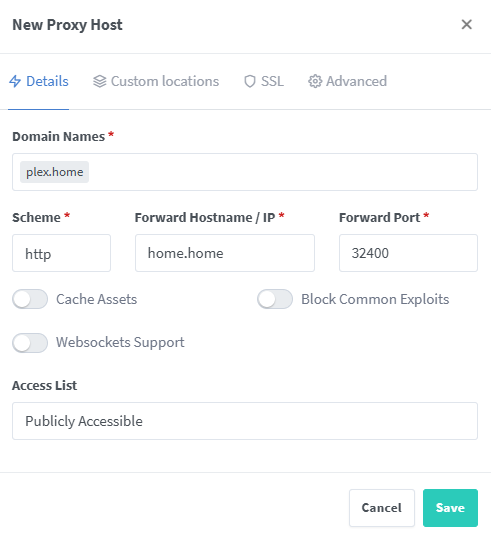 New Proxy Host
Details Custom locations SSL Advanced
Domain Names *
plex.home
Scheme * Forward Hostname / IP * Forward Port *
http home.home 32400
Cache Assets Block Common Exploits
Websockets Support
Access List
Publicly Accessible
Cancel Save